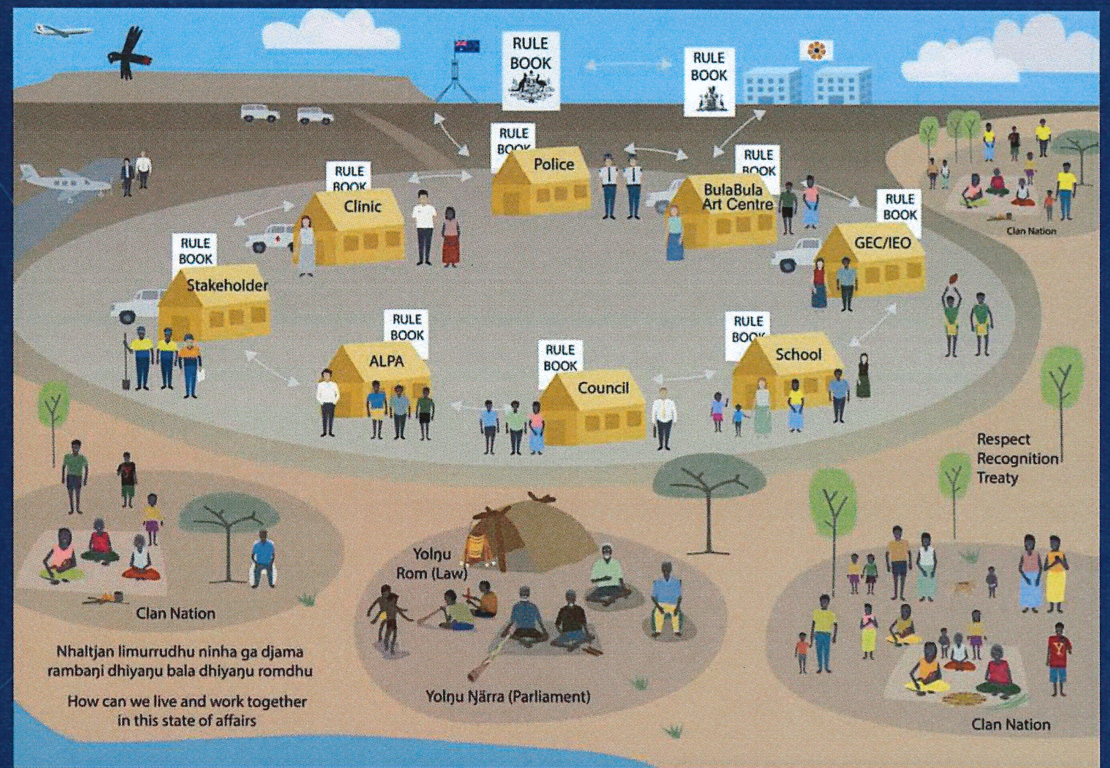 RULE
BOOK
RULE
BOOK
RULE
BOOK
Police
RULE
BOOK
Clinic
RULE
BOOK
BulaBula
Art Centre
RULE
BOOK
GEC/IEO
RULE
BOOK
Stakeholder
RULE
BOOK
ALPA
RULE
BOOK
Council
RULE
BOOK
School
Clan Nation
Respect
Recognition
Treaty
Yolŋu
Rom (Law)
Clan Nation
Nhaltjan limurrudhu ninha ga djama
rambaṉi dhiyaŋu bala dhiyaŋu romdhu
How can we live and work together
in this state of affairs
Yolŋu Ŋärra (Parliament)
Y
Y
Clan Nation